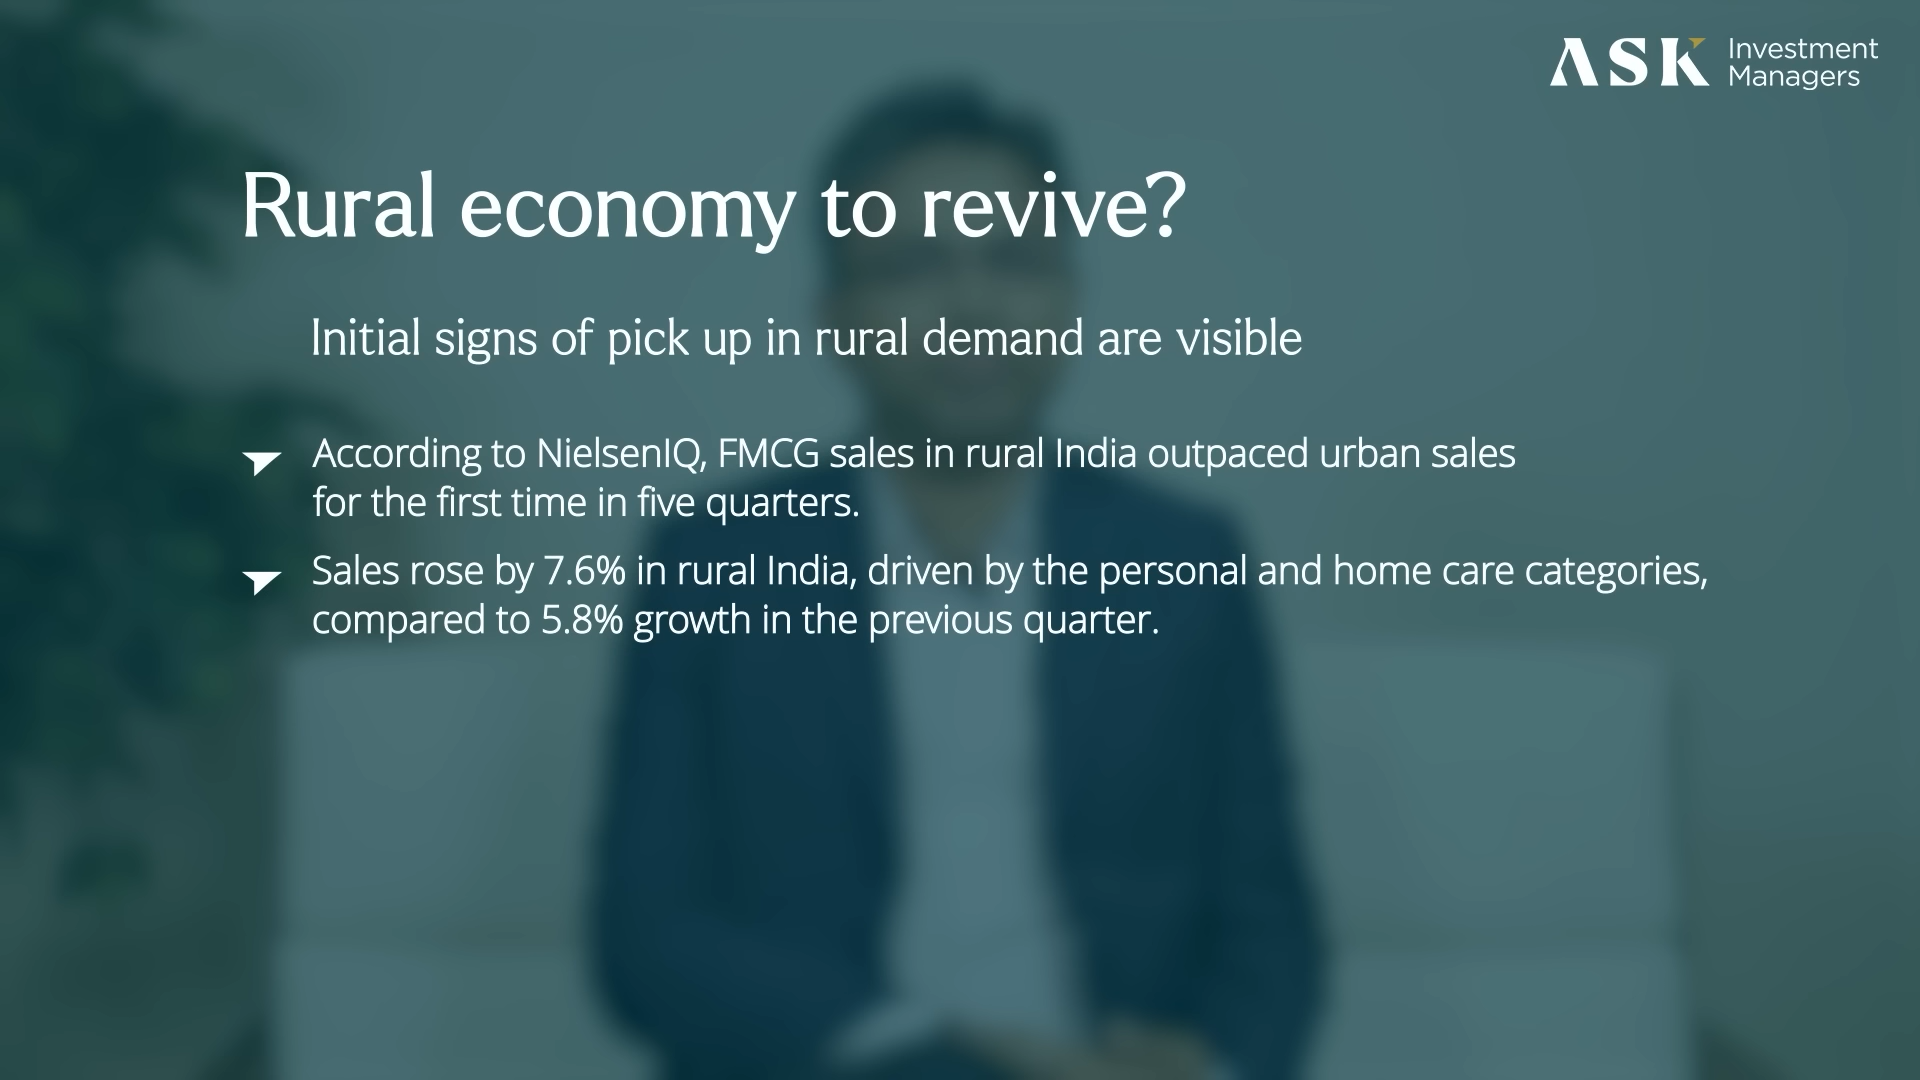 ASK Investment
Managers
Rural economy to revive?
Initial signs of pick up in rural demand are visible
According to NielsenIQ, FMCG sales in rural India outpaced urban sales
for the first time in five quarters.
Sales rose by 7.6% in rural India, driven by the personal and home care categories,
compared to 5.8% growth in the previous quarter.